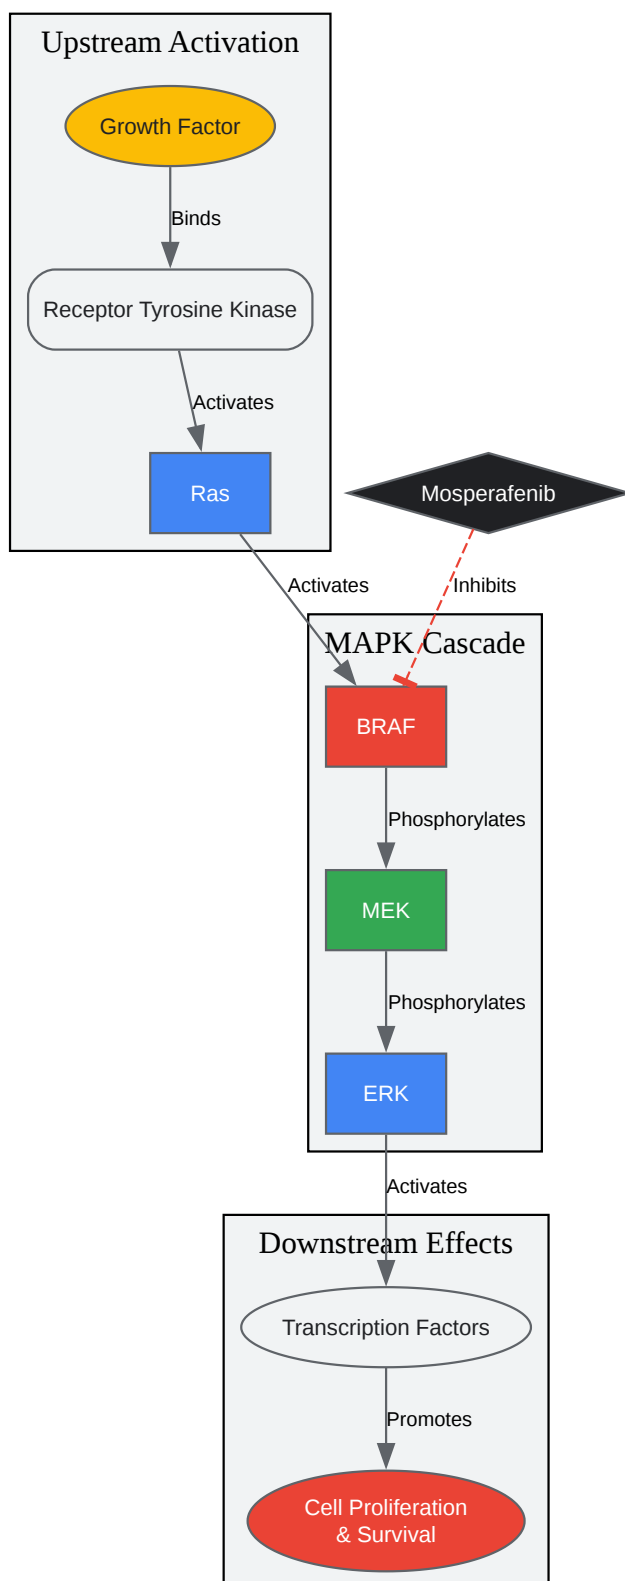 Upstream Activation
Growth Factor
Binds
Receptor Tyrosine Kinase
Activates
Ras
Mosperafenib
Activates
Inhibits
MAPK Cascade
BRAF
Phosphorylates
MEK
Phosphorylates
ERK
Activates
Downstream Effects
Transcription Factors
Promotes
Cell Proliferation
& Survival